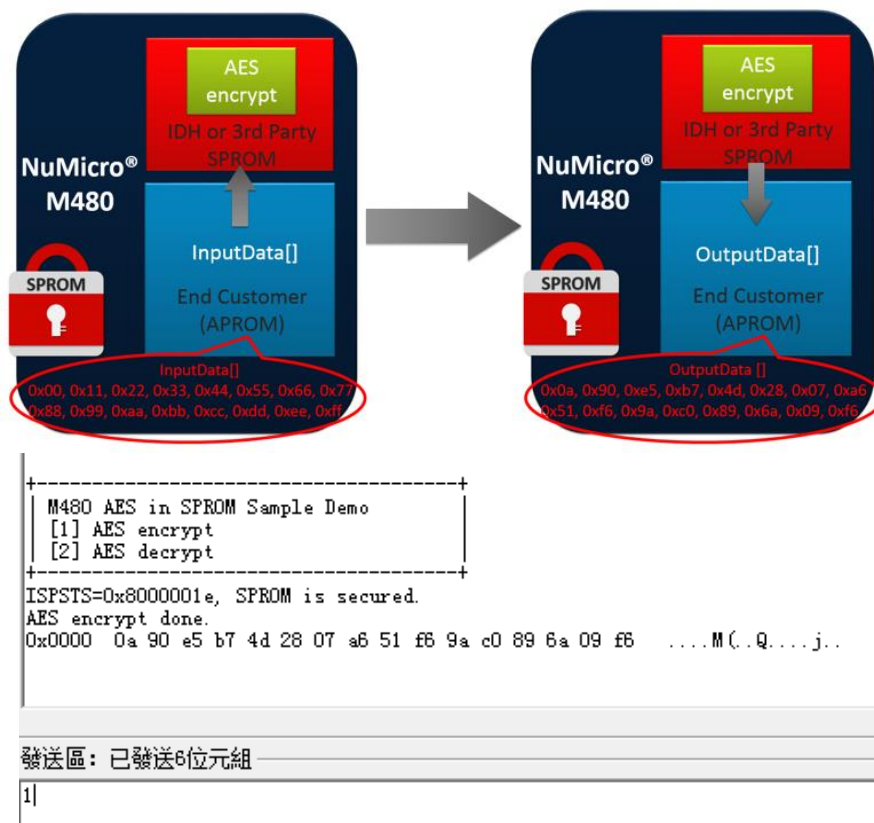 AES
encrypt
IDH or 3rd Party
SPROM
NuMicro®
M480
InputData[]
SPROM
End Customer
(APROM)
InputData[]
0x00, 0x11, 0x22, 0x33, 0x44, 0x55, 0x66, 0x77
0x88, 0x99, 0xaa, 0xbb, 0xcc, 0xdd, 0xee, 0xff
AES
encrypt
IDH or 3rd Party
SPROM
NuMicro®
M480
OutputData[]
SPROM
End Customer
(APROM)
OutputData []
0x0a, 0x90, 0xe5, 0xb7, 0x4d, 0x28, 0x07, 0xa6
0x51, 0xf6, 0x9a, 0xc0, 0x89, 0x6a, 0x09, 0xf6
+----------------------------------------+
| M480 AES in SPROM Sample Demo |
| [1] AES encrypt |
| [2] AES decrypt |
+----------------------------------------+
ISPSTS=0x8000001e, SPROM is secured.
AES encrypt done.
0x0000 0a 90 e5 b7 4d 28 07 a6 51 f6 9a c0 89 6a 09 f6 ....M(..Q....j..
發送區：已發送6位元組
1